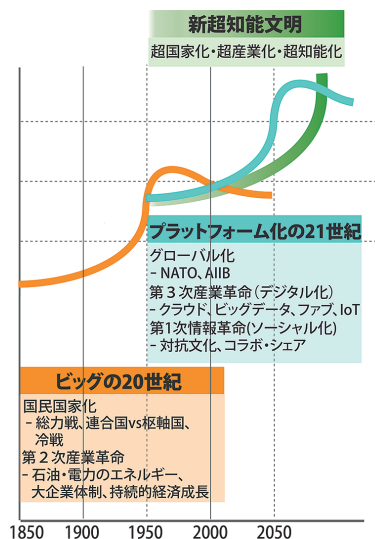 新超知能文明
超国家化・超産業化・超知能化
プラットフォーム化の21世紀
グローバル化
– NATO、AIIB
第３次産業革命（デジタル化）
– クラウド、ビッグデータ、ファブ、IoT
第1次情報革命(ソーシャル化)
– 対抗文化、コラボ・シェア
ビッグの20世紀
国民国家化
– 総力戦、連合国vs枢軸国、
冷戦
第２次産業革命
– 石油・電力のエネルギー、
大企業体制、持続的経済成長
1850 1900 1950 2000 2050